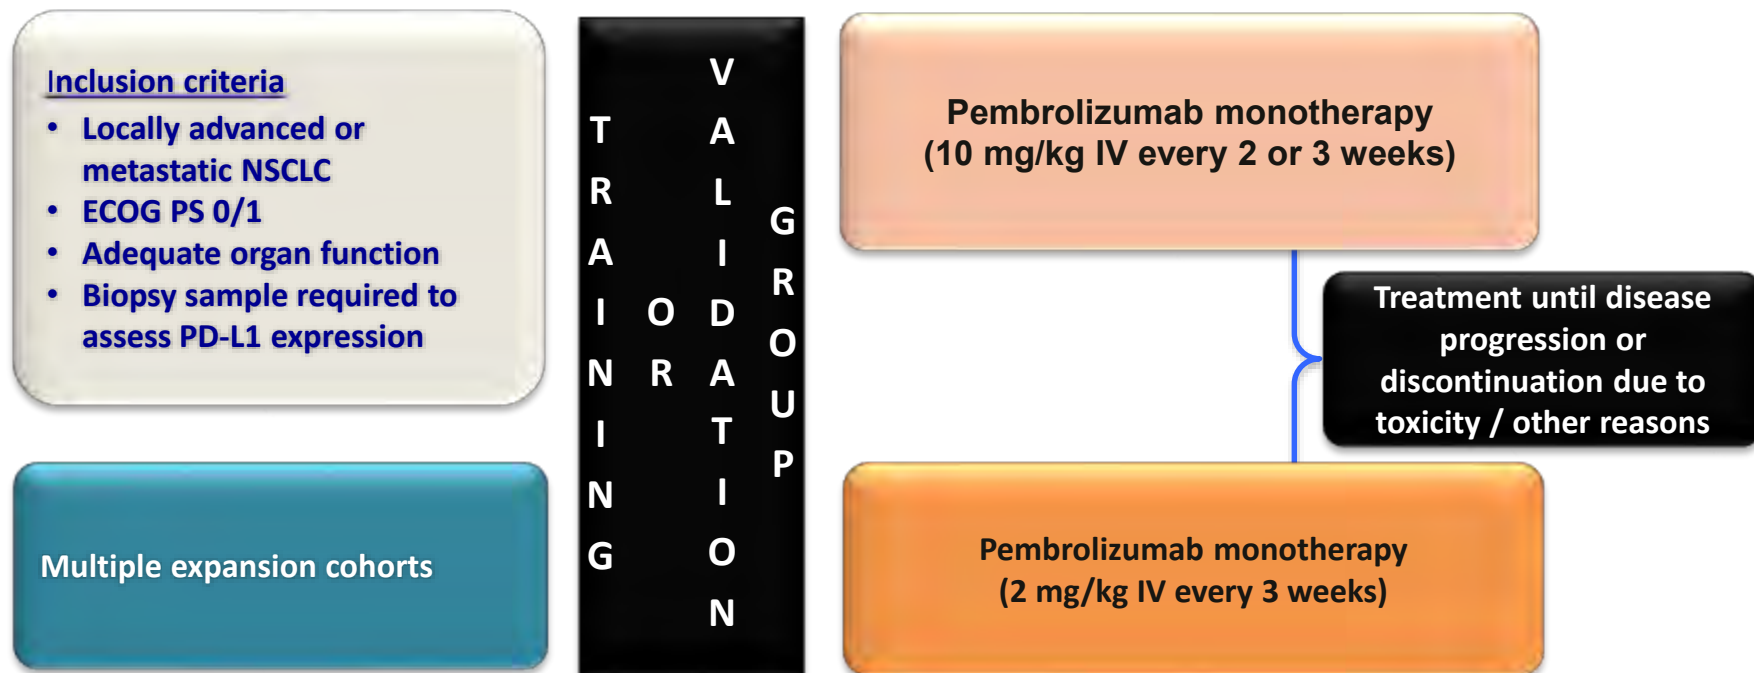 Inclusion criteria
• Locally advanced or
metastatic NSCLC
• ECOG PS 0/1
• Adequate organ function
• Biopsy sample required to
assess PD-L1 expression
Multiple expansion cohorts
TRAINING
OR
VALIDATION
GROUP
Pembrolizumab monotherapy
(10 mg/kg IV every 2 or 3 weeks)
Treatment until disease
progression or
discontinuation due to
toxicity / other reasons
Pembrolizumab monotherapy
(2 mg/kg IV every 3 weeks)